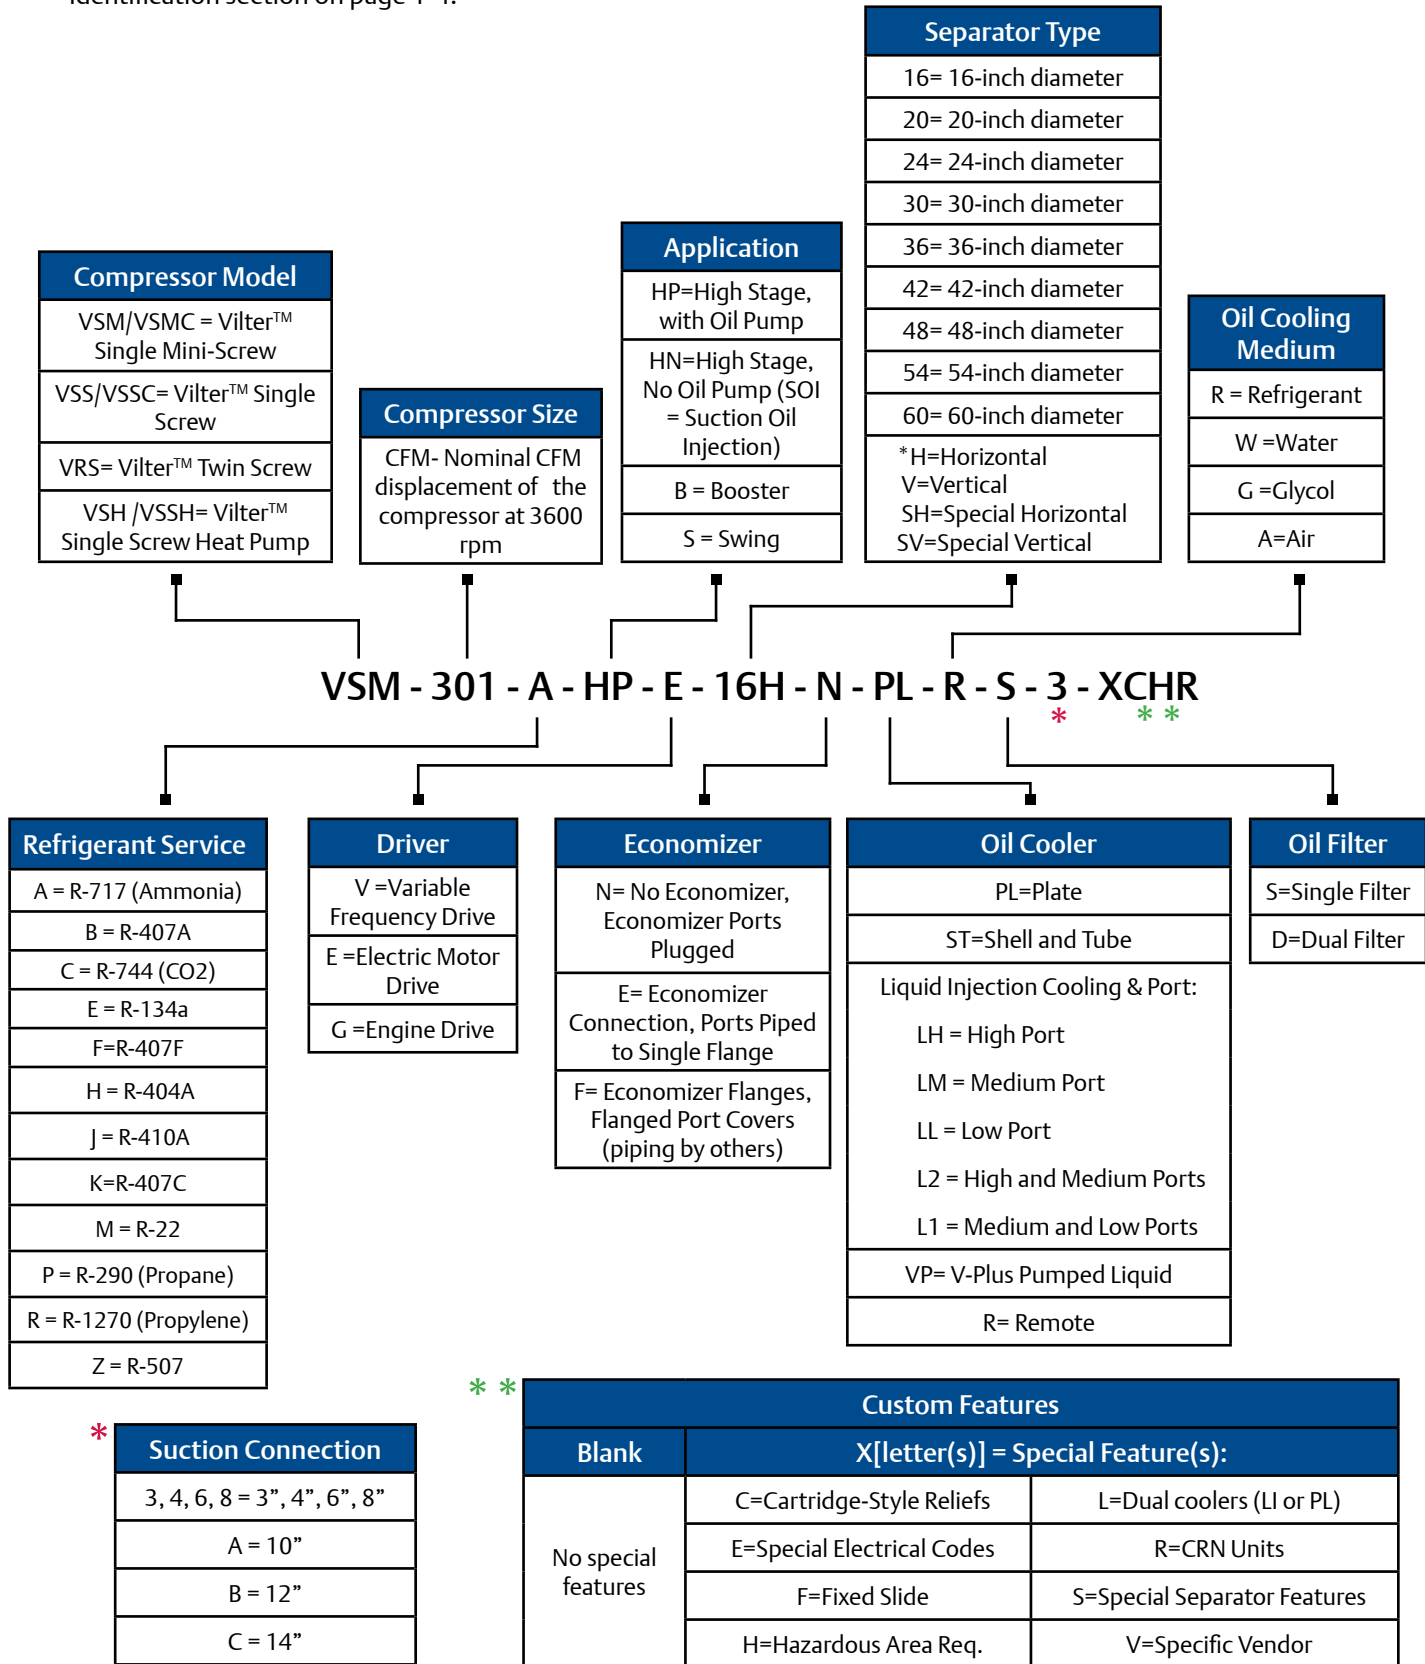 Separator Type
16= 16-inch diameter
20= 20-inch diameter
24= 24-inch diameter
30= 30-inch diameter
36= 36-inch diameter
42= 42-inch diameter
48= 48-inch diameter
54= 54-inch diameter
60= 60-inch diameter
*H=Horizontal
V=Vertical
SH=Special Horizontal
SV=Special Vertical
Compressor Model
VSM/VSMC = Vilter™
Single Mini-Screw
VSS/VSSC= Vilter™ Single
Screw
VRS= Vilter™ Twin Screw
VSH /VSSH= Vilter™
Single Screw Heat Pump
Compressor Size
CFM- Nominal CFM
displacement of the
compressor at 3600
rpm
Application
HP=High Stage,
with Oil Pump
HN=High Stage,
No Oil Pump (SOI
= Suction Oil
Injection)
B = Booster
S = Swing
Oil Cooling
Medium
R = Refrigerant
W =Water
G =Glycol
A=Air
VSM - 301 - A - HP - E - 16H - N - PL - R - S - 3 - XCHR
* * *
Refrigerant Service
A = R-717 (Ammonia)
B = R-407A
C = R-744 (CO2)
E = R-134a
F=R-407F
H = R-404A
J = R-410A
K=R-407C
M = R-22
P = R-290 (Propane)
R = R-1270 (Propylene)
Z = R-507
Driver
V =Variable
Frequency Drive
E =Electric Motor
Drive
G =Engine Drive
Economizer
N= No Economizer,
Economizer Ports
Plugged
E= Economizer
Connection, Ports Piped
to Single Flange
F= Economizer Flanges,
Flanged Port Covers
(piping by others)
Oil Cooler
PL=Plate
ST=Shell and Tube
Liquid Injection Cooling & Port:
LH = High Port
LM = Medium Port
LL = Low Port
L2 = High and Medium Ports
L1 = Medium and Low Ports
VP= V-Plus Pumped Liquid
R= Remote
Oil Filter
S=Single Filter
D=Dual Filter
*
Suction Connection
3, 4, 6, 8 = 3”, 4”, 6”, 8”
A = 10”
B = 12”
C = 14”
* *
Custom Features
Blank
X[letter(s)] = Special Feature(s):
No special
features
C=Cartridge-Style Reliefs
L=Dual coolers (LI or PL)
E=Special Electrical Codes
R=CRN Units
F=Fixed Slide
S=Special Separator Features
H=Hazardous Area Req.
V=Specific Vendor